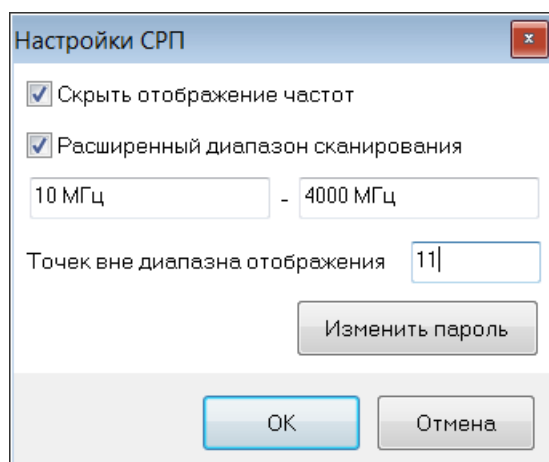 Настройки СРП
Скрыть отображение частот
Расширенный диапазон сканирования
10 МГц - 4000 МГц
Точек вне диапазна отображения 11
Изменить пароль
OK Отмена